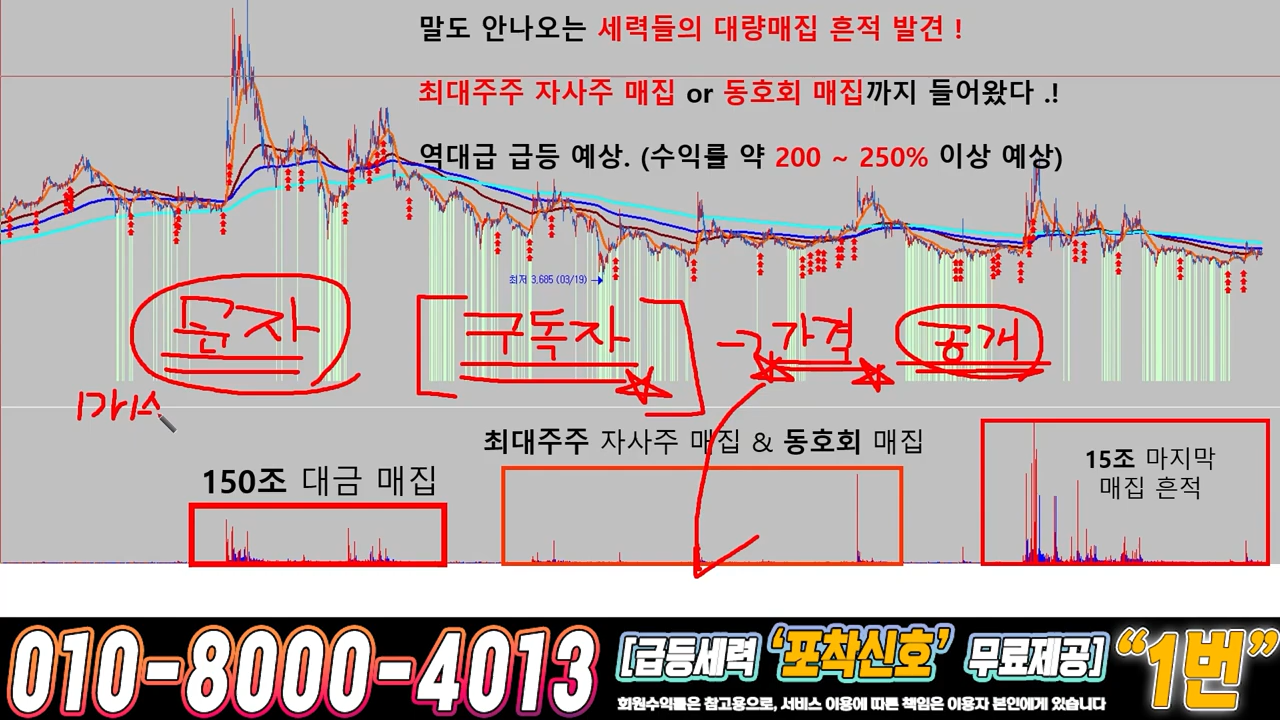 말도 안나오는 세력들의 대량매집 흔적 발견 !
최대주주 자사주 매집 or 동호회 매집까지 들어왔다 .!
역대급 급등 예상. (수익률 약 200 ~ 250% 이상 예상)
최저 3,685 (03/19)
문자 구독자 가격 공개
최대주주 자사주 매집 & 동호회 매집
15조 마지막
매집 흔적
150조 대금 매집
010-8000-4013 [급등세력 '포착신호' 무료제공] "1번"
회원수익률은 참고용으로, 서비스 이용에 따른 책임은 이용자 본인에게 있습니다